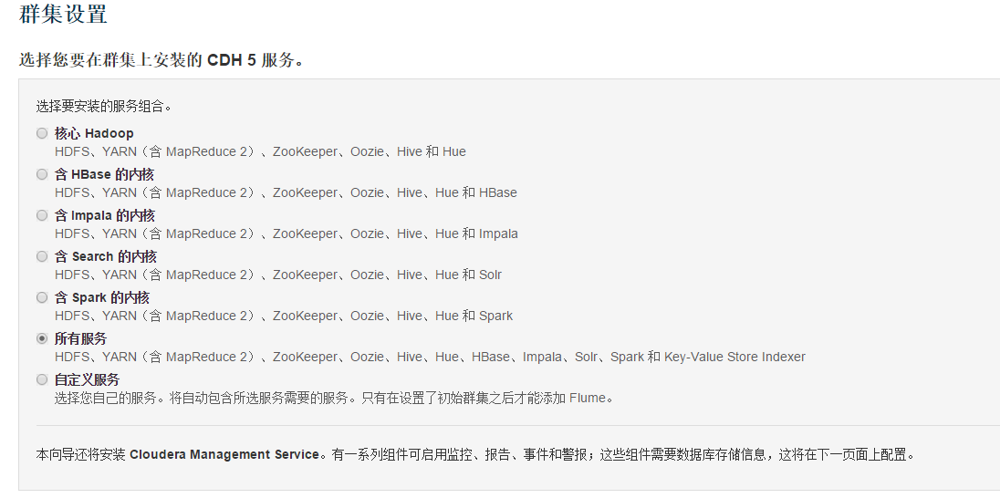 群集设置
选择您要在群集上安装的 CDH 5 服务。
选择要安装的服务组合。
核心 Hadoop
HDFS、YARN（含 MapReduce 2）、ZooKeeper、Oozie、Hive 和 Hue
含 HBase 的内核
HDFS、YARN（含 MapReduce 2）、ZooKeeper、Oozie、Hive、Hue 和 HBase
含 Impala 的内核
HDFS、YARN（含 MapReduce 2）、ZooKeeper、Oozie、Hive、Hue 和 Impala
含 Search 的内核
HDFS、YARN（含 MapReduce 2）、ZooKeeper、Oozie、Hive、Hue 和 Solr
含 Spark 的内核
HDFS、YARN（含 MapReduce 2）、ZooKeeper、Oozie、Hive、Hue 和 Spark
所有服务
HDFS、YARN（含 MapReduce 2）、ZooKeeper、Oozie、Hive、Hue、HBase、Impala、Solr、Spark 和 Key-Value Store Indexer
自定义服务
选择您自己的服务。将自动包含所选服务需要的服务。只有在设置了初始群集之后才能添加 Flume。
本向导还将安装 Cloudera Management Service。有一系列组件可启用监控、报告、事件和警报；这些组件需要数据库存储信息，这将在下一页面上配置。